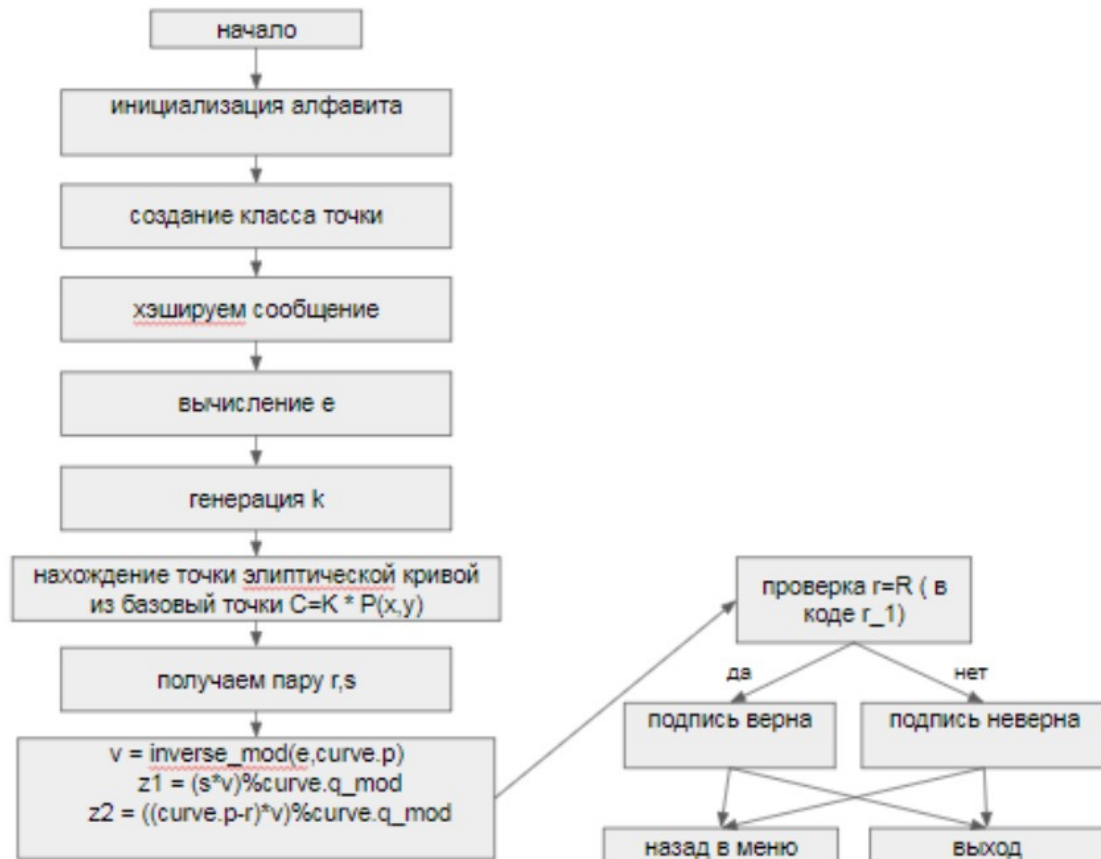 начало
инициализация алфавита
создание класса точки
хэшируем сообщение
вычисление е
генерация k
нахождение точки элиптической кривой
из базовый точки C=K * P(x,y)
получаем пару r,s
v = inverse_mod(e,curve.p)
z1 = (s*v)%curve.q_mod
z2 = ((curve.p-r)*v)%curve.q_mod
проверка r=R ( в
коде r_1)
да
нет
подпись верна
подпись неверна
назад в меню
выход